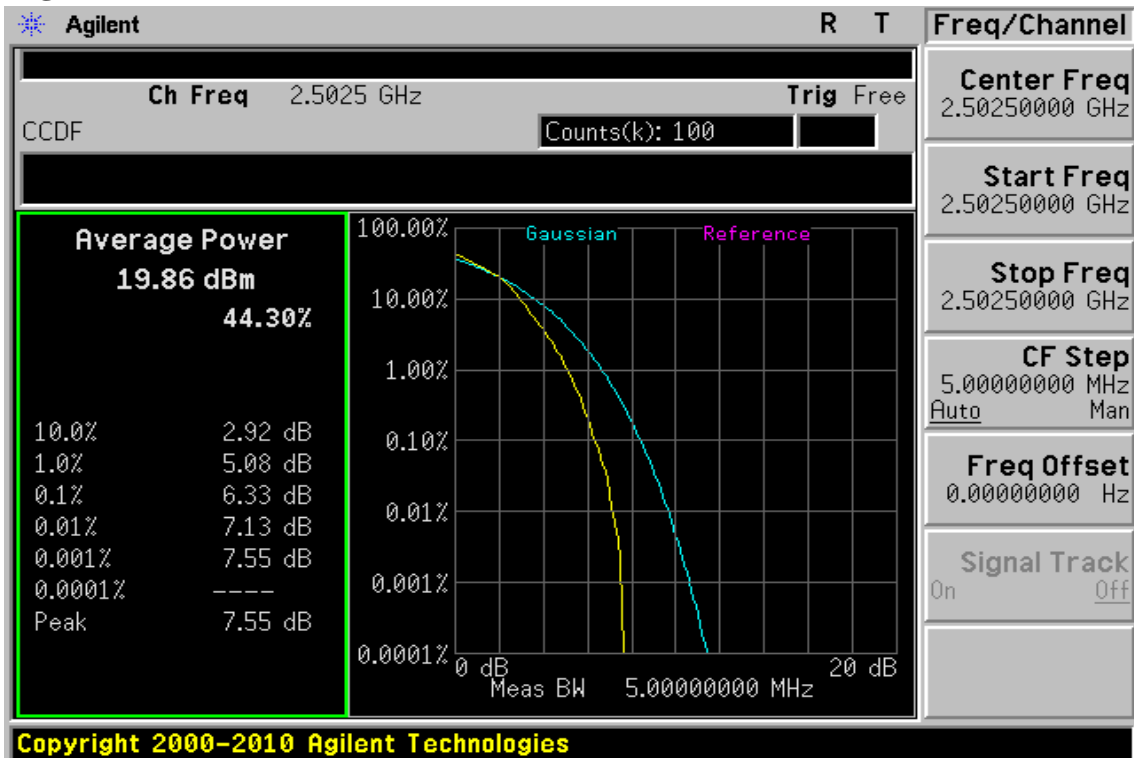 Agilent R T Freq/Channel
Ch Freq 2.5025 GHz Trig Free
CCDF Counts(k): 100
Average Power
19.86 dBm
44.30%
10.0% 2.92 dB
1.0% 5.08 dB
0.1% 6.33 dB
0.01% 7.13 dB
0.001% 7.55 dB
0.0001% ----
Peak 7.55 dB
100.00%
Gaussian Reference
10.00%
1.00%
0.10%
0.01%
0.001%
0.0001%
0 dB 20 dB
Meas BW 5.00000000 MHz
Center Freq
2.50250000 GHz
Start Freq
2.50250000 GHz
Stop Freq
2.50250000 GHz
CF Step
5.00000000 MHz
Auto Man
Freq Offset
0.00000000 Hz
Signal Track
On Off
Copyright 2000-2010 Agilent Technologies